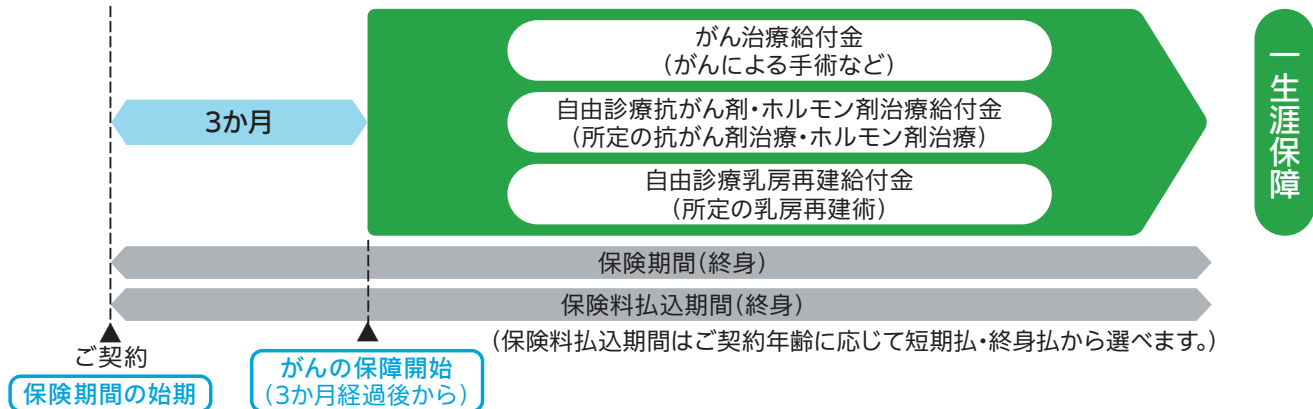 がん治療給付金
(がんによる手術など)
3か月
自由診療抗がん剤・ホルモン剤治療給付金
(所定の抗がん剤治療・ホルモン剤治療)
自由診療乳房再建給付金
(所定の乳房再建術)
一生涯保障
保険期間(終身)
保険料払込期間(終身)
(保険料払込期間はご契約年齢に応じて短期払・終身払から選べます。)
ご契約
保険期間の始期
がんの保障開始
(3か月経過後から)